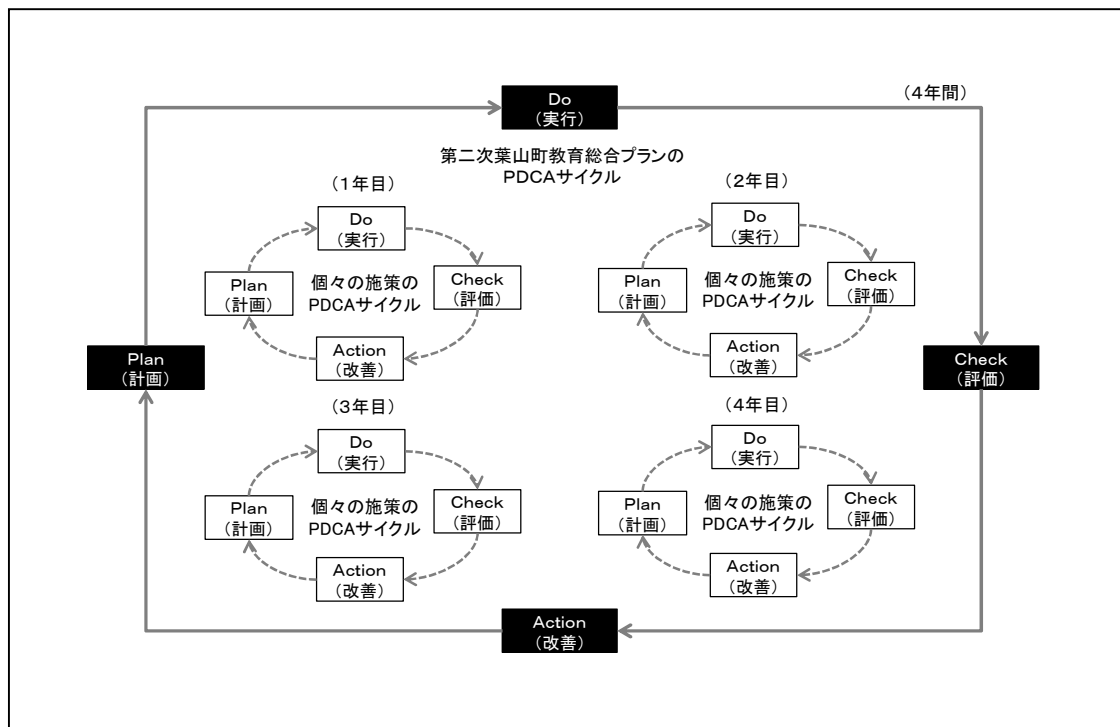 Do
（実行）
（4年間）
第二次葉山町教育総合プランの
PDCAサイクル
（1年目）
Do
（実行）
Plan
（計画）
個々の施策の
PDCAサイクル
Check
（評価）
Action
（改善）
（2年目）
Do
（実行）
Plan
（計画）
個々の施策の
PDCAサイクル
Check
（評価）
Action
（改善）
Plan
（計画）
Check
（評価）
（3年目）
Do
（実行）
Plan
（計画）
個々の施策の
PDCAサイクル
Check
（評価）
Action
（改善）
（4年目）
Do
（実行）
Plan
（計画）
個々の施策の
PDCAサイクル
Check
（評価）
Action
（改善）
Action
（改善）